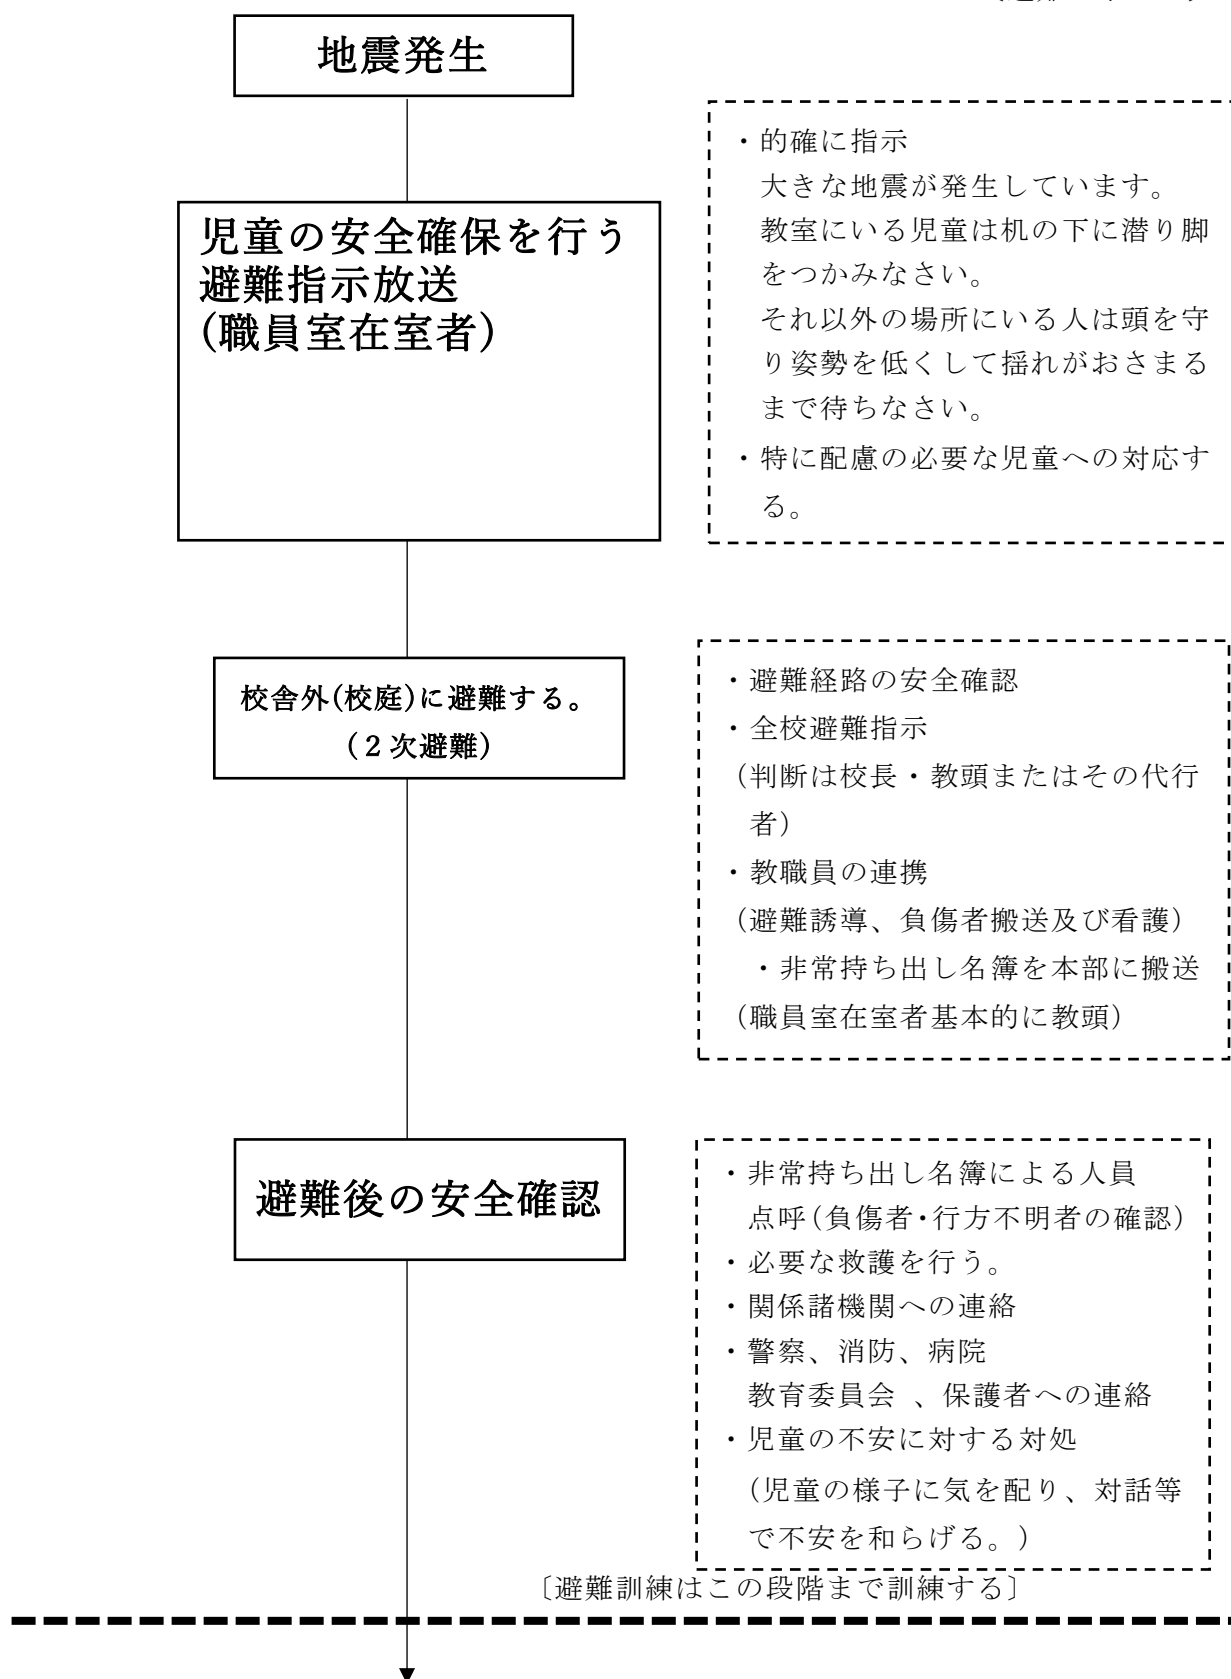 地震発生
児童の安全確保を行う
避難指示放送
(職員室在室者)
・的確に指示
大きな地震が発生しています。
教室にいる児童は机の下に潜り脚
をつかみなさい。
それ以外の場所にいる人は頭を守
り姿勢を低くして揺れがおさまる
まで待ちなさい。
・特に配慮の必要な児童への対応す
る。
校舎外(校庭)に避難する。
(２次避難)
・避難経路の安全確認
・全校避難指示
(判断は校長・教頭またはその代行
者)
・教職員の連携
(避難誘導、負傷者搬送及び看護)
・非常持ち出し名簿を本部に搬送
(職員室在室者基本的に教頭)
避難後の安全確認
・非常持ち出し名簿による人員
点呼(負傷者・行方不明者の確認)
・必要な救護を行う。
・関係諸機関への連絡
・警察、消防、病院
教育委員会 、保護者への連絡
・児童の不安に対する対処
(児童の様子に気を配り、対話等
で不安を和らげる。)
〔避難訓練はこの段階まで訓練する〕